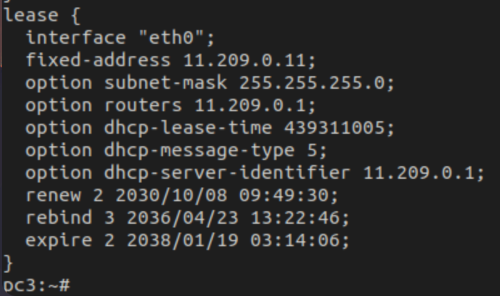 lease {
  interface "eth0";
  fixed-address 11.209.0.11;
  option subnet-mask 255.255.255.0;
  option routers 11.209.0.1;
  option dhcp-lease-time 439311005;
  option dhcp-message-type 5;
  option dhcp-server-identifier 11.209.0.1;
  renew 2 2030/10/08 09:49:30;
  rebind 3 2036/04/23 13:22:46;
  expire 2 2038/01/19 03:14:06;
}
pc3:~#